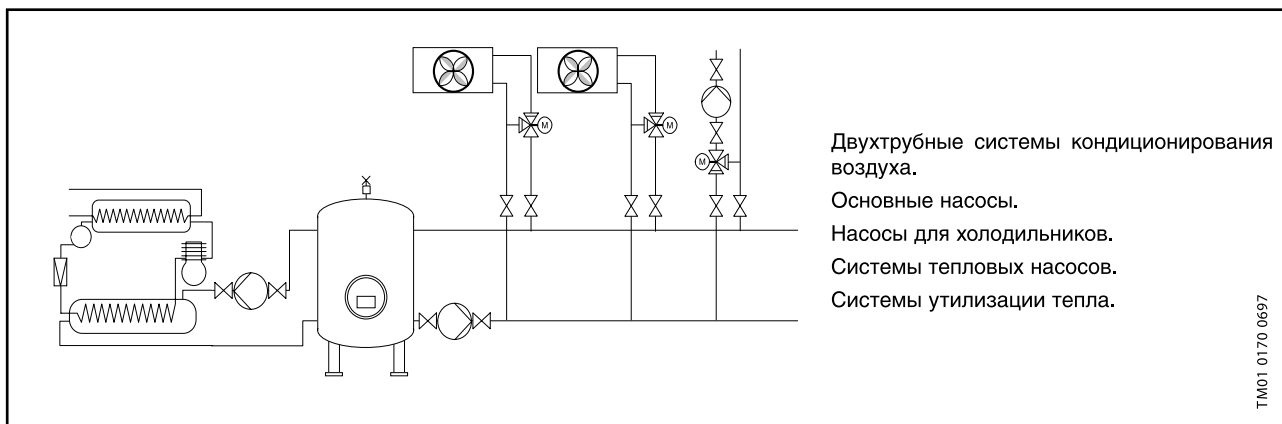 M
M
M
Двухтрубные системы кондиционирования
воздуха.
Основные насосы.
Насосы для холодильников.
Системы тепловых насосов.
Системы утилизации тепла.
TM01 0170 0697